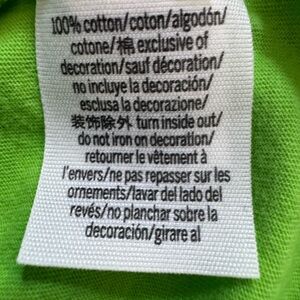 100% cotton/coton/algodón/
cotone/棉 exclusive of
decoration/sauf décoration/
no incluye la decoración/
esclusa la decorazione/
装饰除外 turn inside out/
do not iron on decoration/
retourner le vêtement à
l'envers/ne pas repasser sur les
ornements/lavar del lado del
revés/no planchar sobre la
decoración/girare al